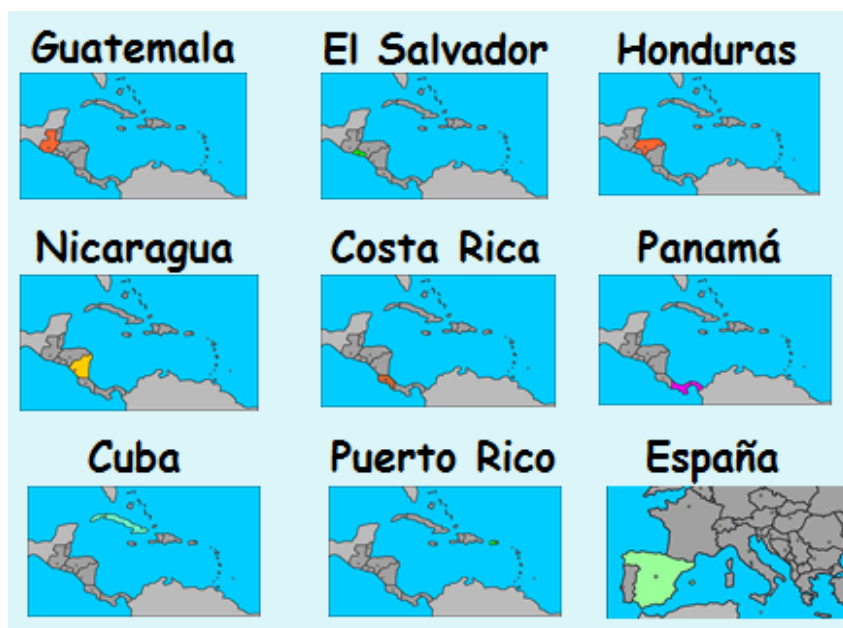 Guatemala El Salvador Honduras
Nicaragua Costa Rica Panamá
Cuba Puerto Rico España